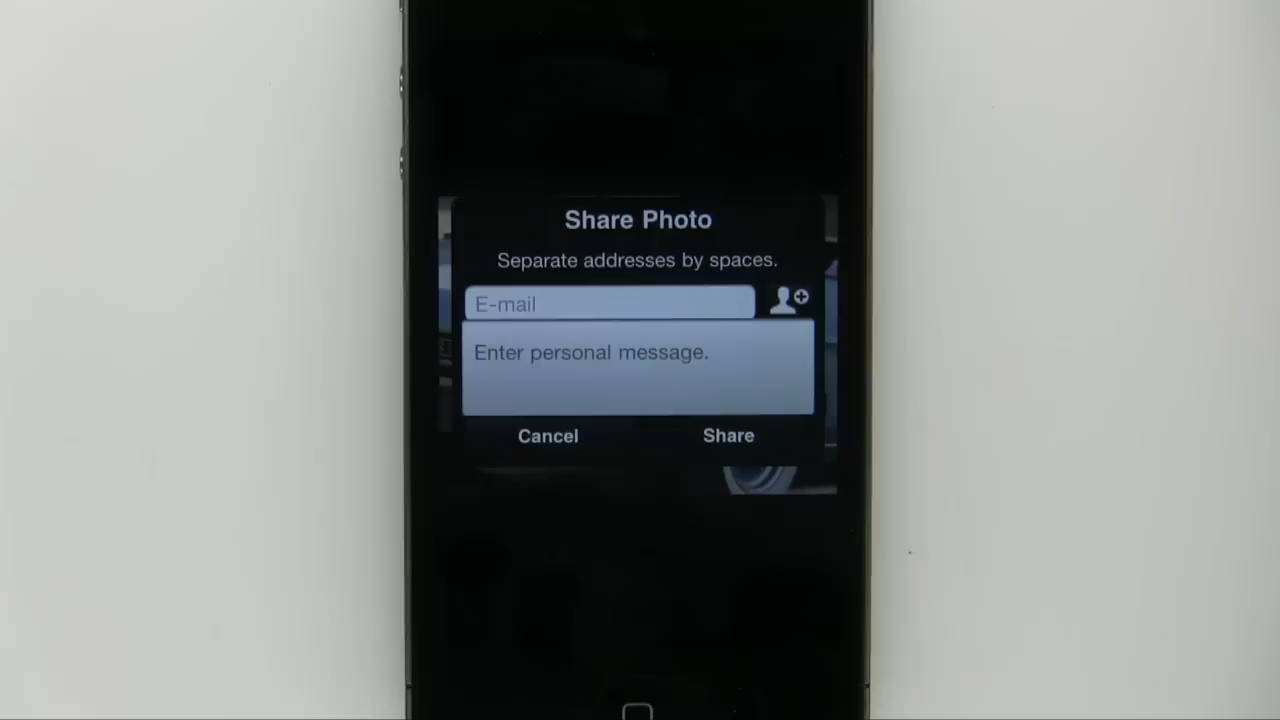 Share Photo
Separate addresses by spaces.
E-mail
Enter personal message.
Cancel Share